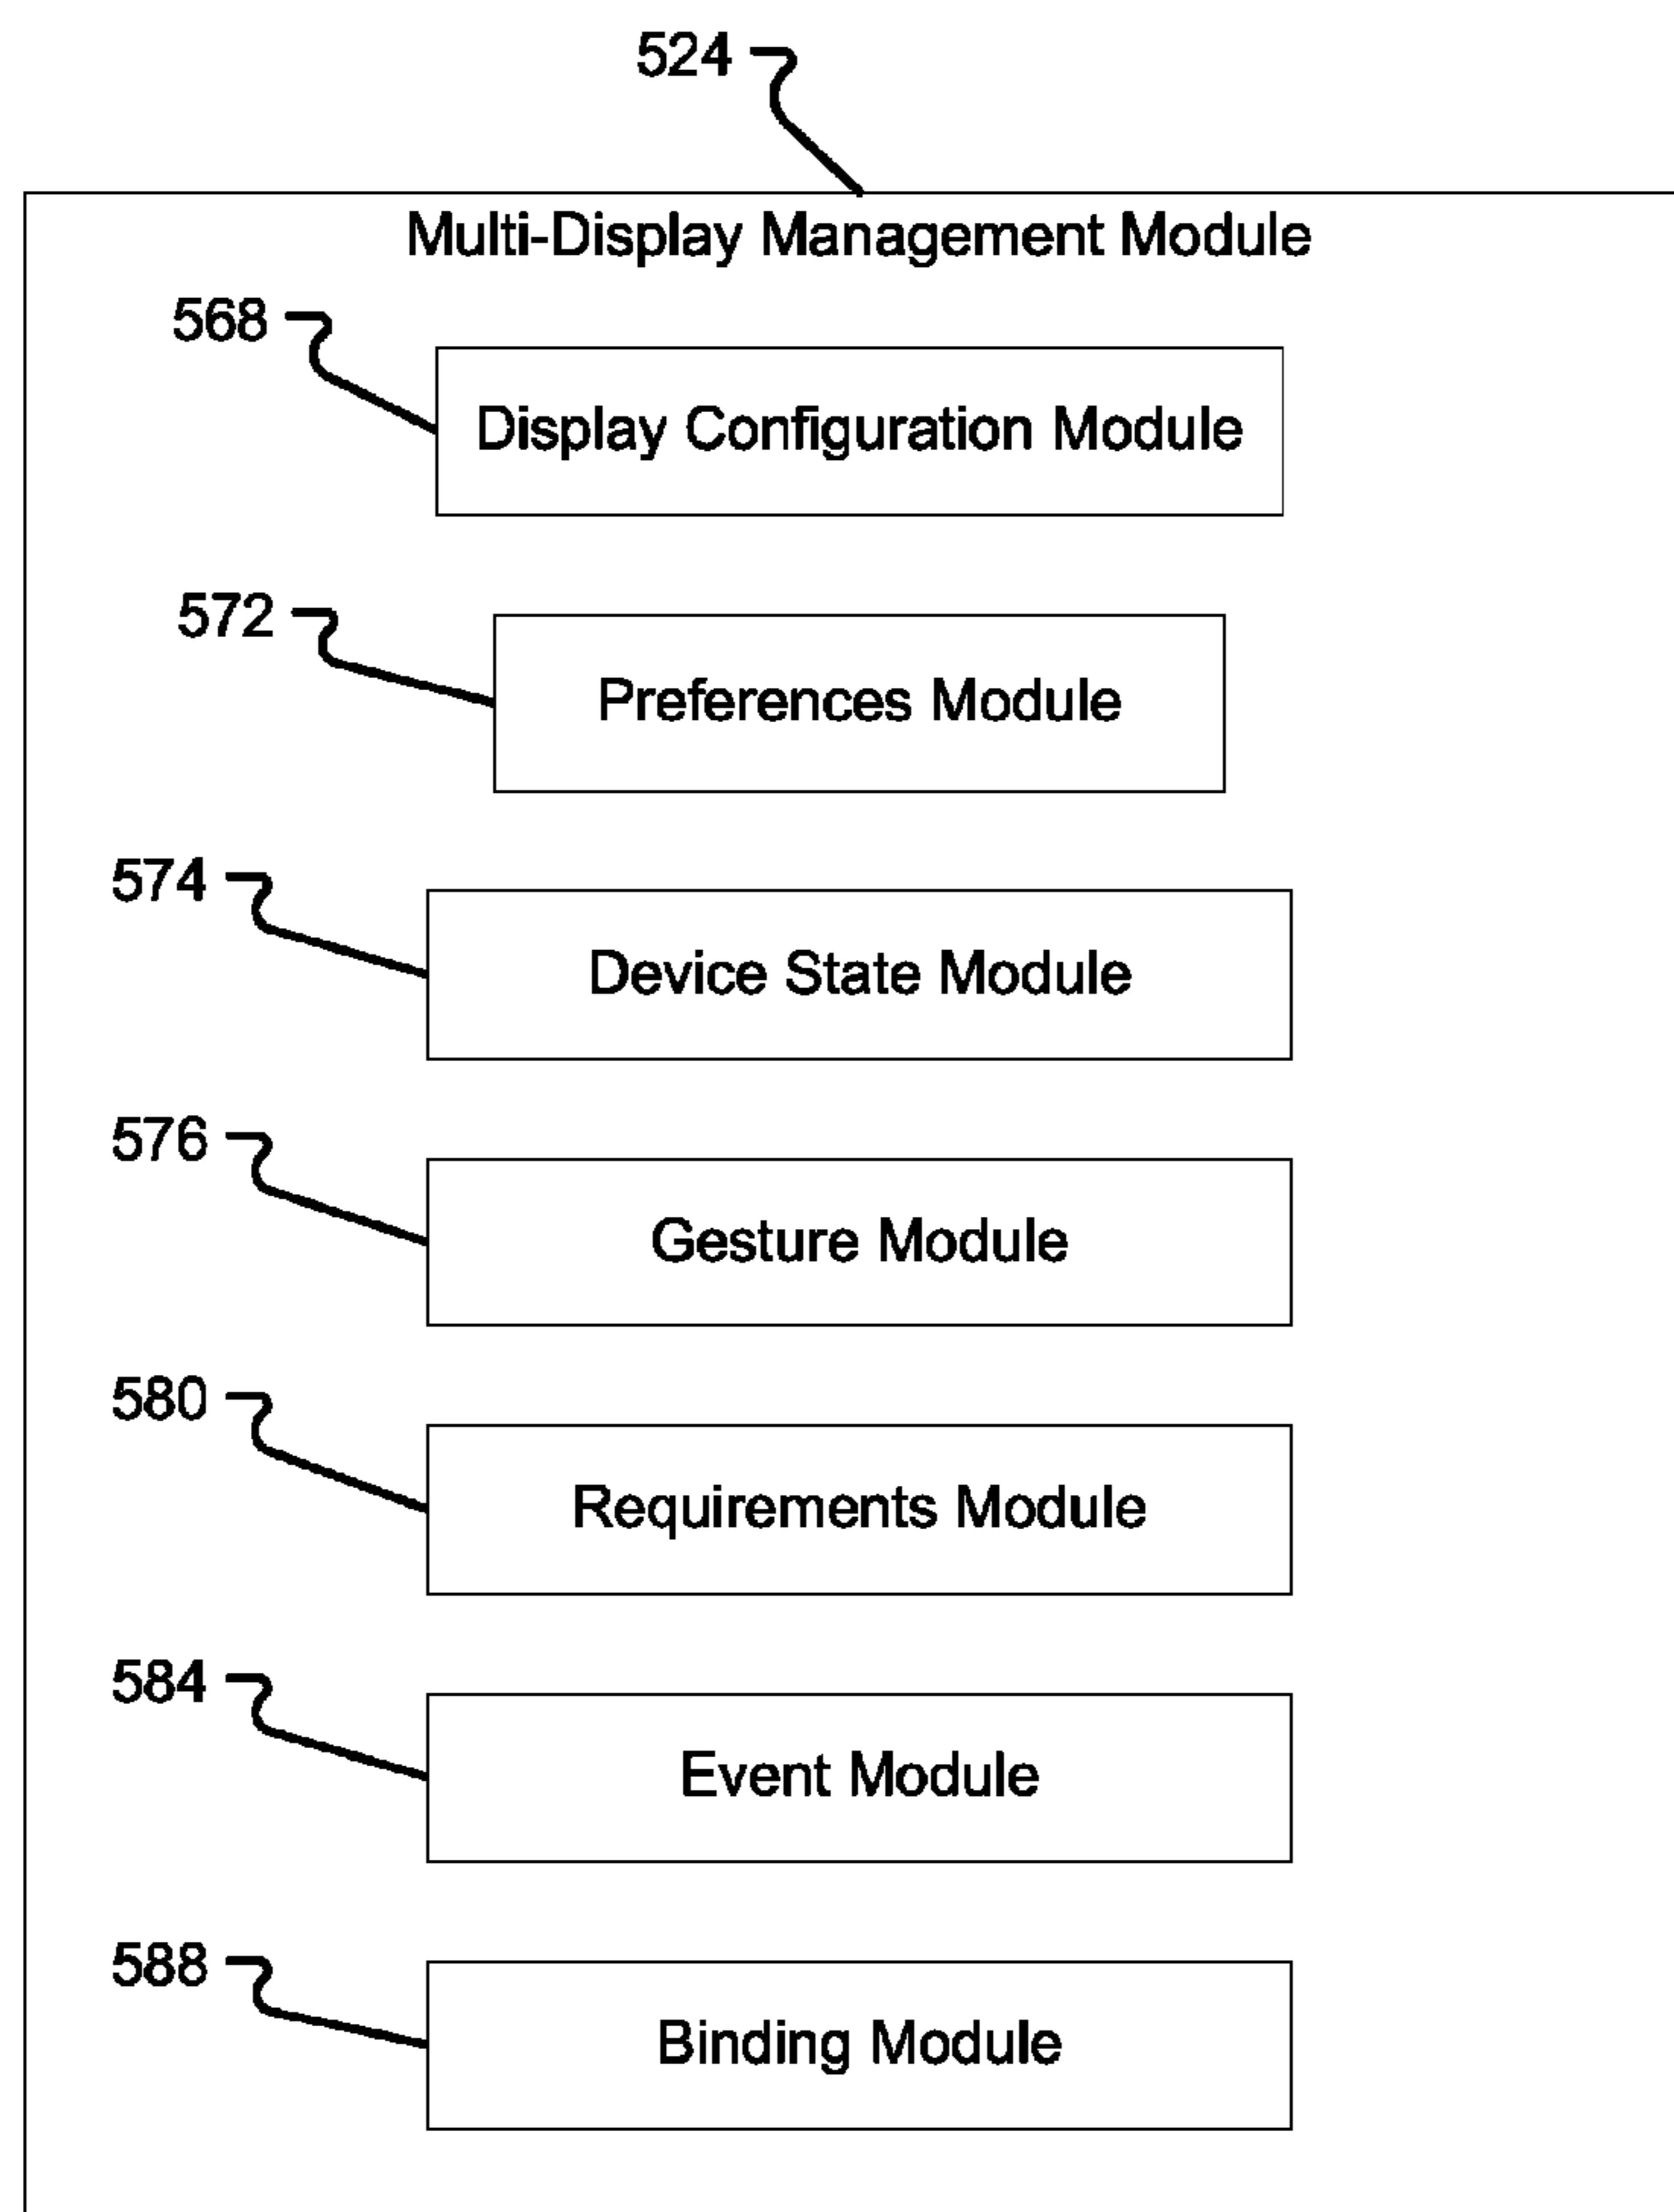 524
Multi-Display Management Module
568
Display Configuration Module
572
Preferences Module
574
Device State Module
576
Gesture Module
580
Requirements Module
584
Event Module
588
Binding Module